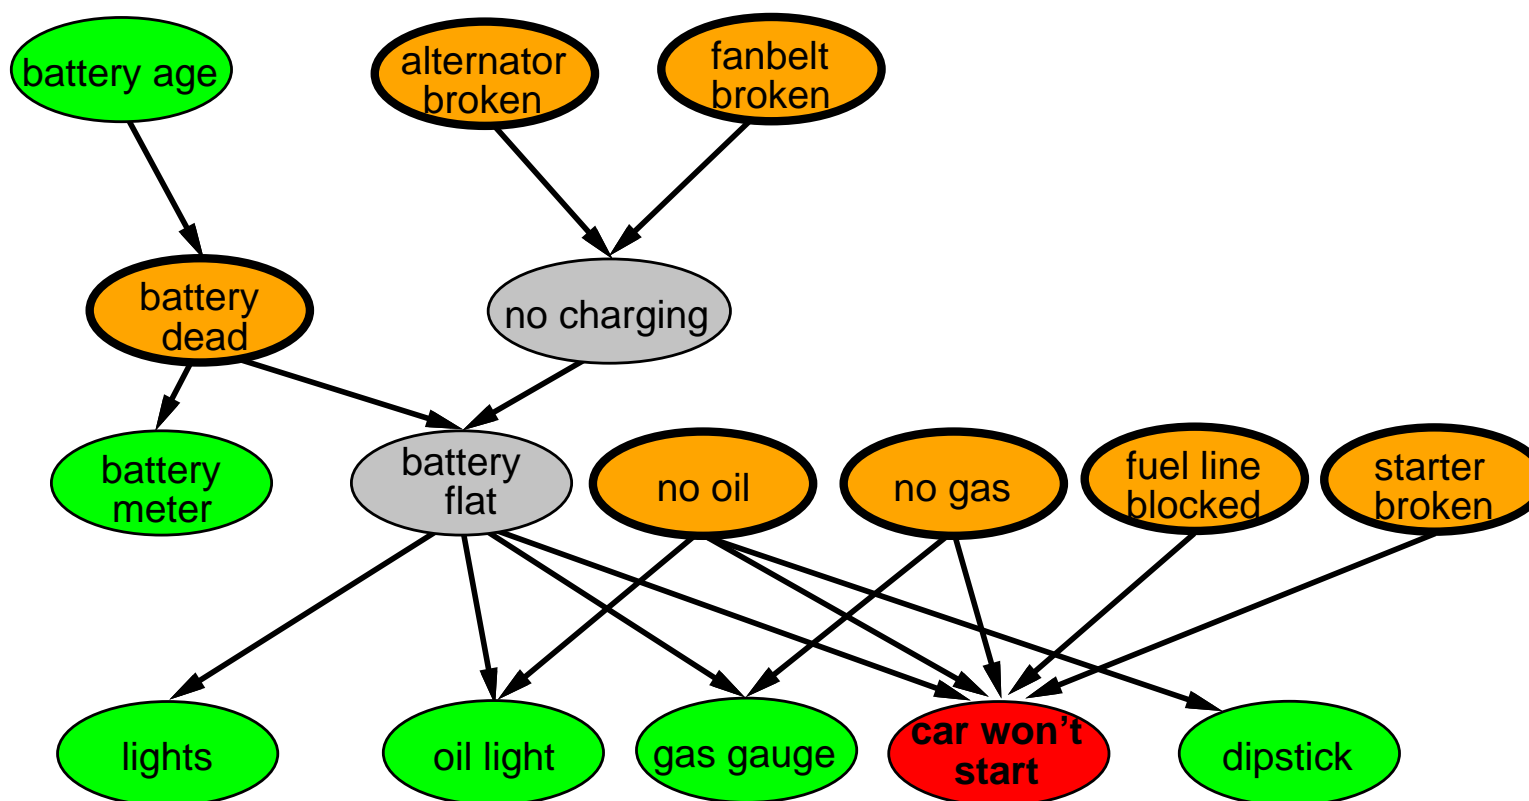 battery age
alternator
broken
fanbelt
broken
battery
dead
no charging
battery
meter
battery
flat
no oil
no gas
fuel line
blocked
starter
broken
lights
oil light
gas gauge
car won't
start
dipstick